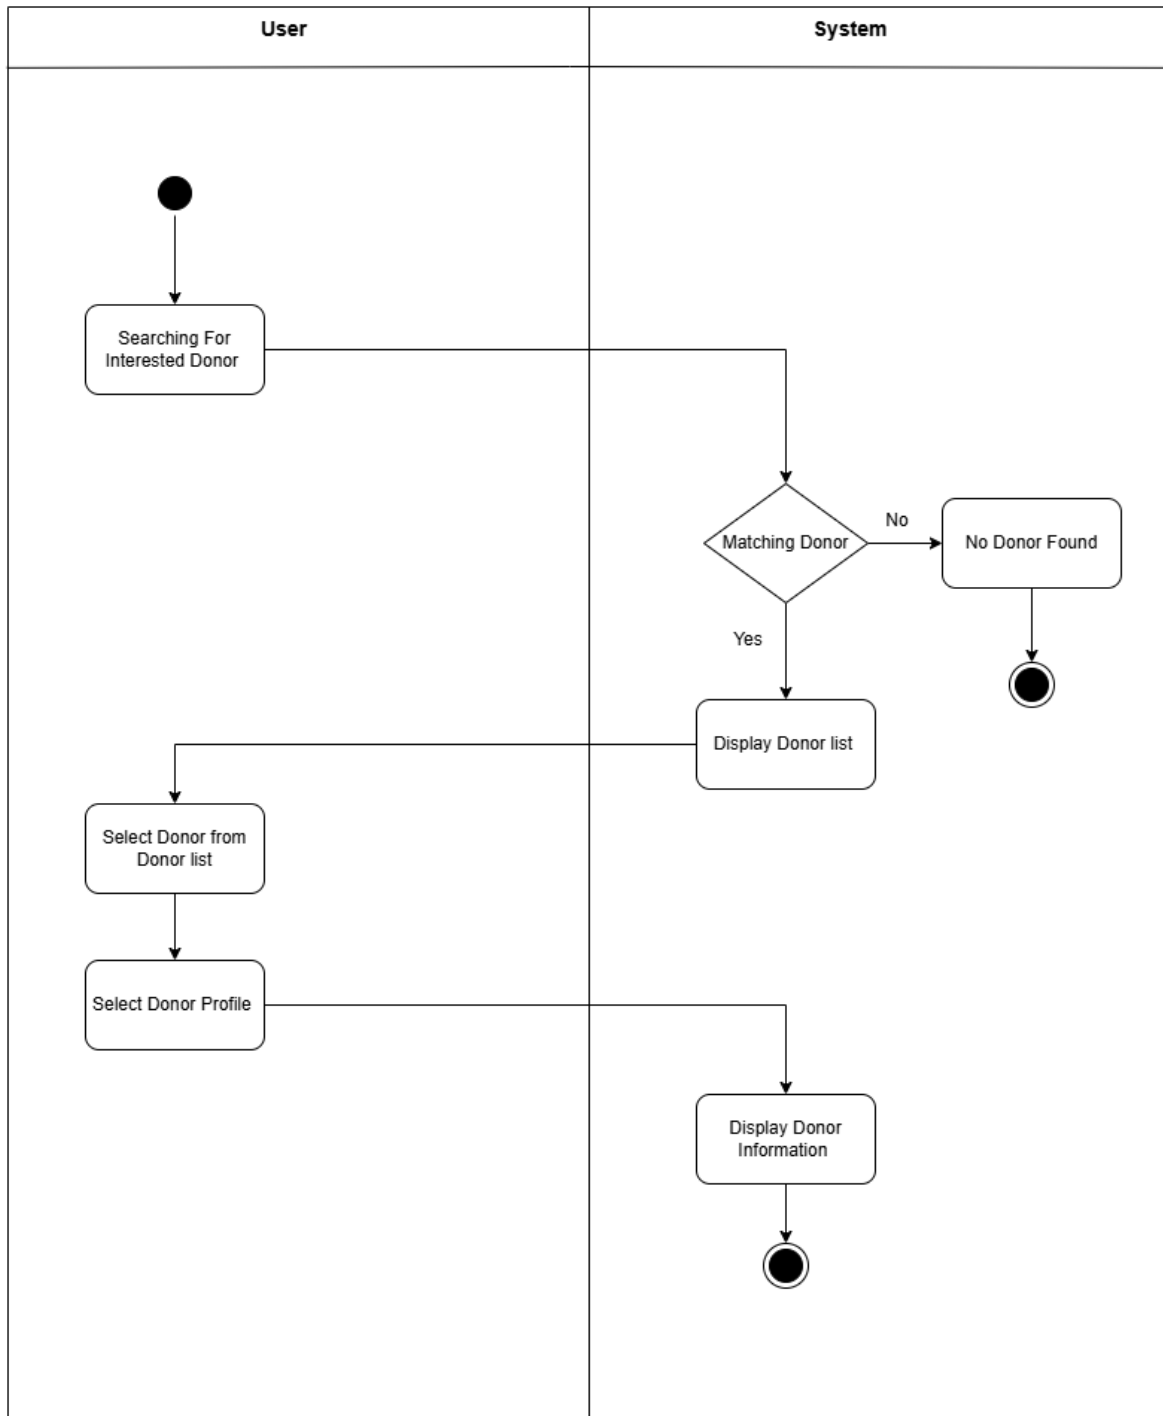 User
System
Searching For
Interested Donor
Matching Donor
No
No Donor Found
Yes
Display Donor list
Select Donor from
Donor list
Select Donor Profile
Display Donor
Information